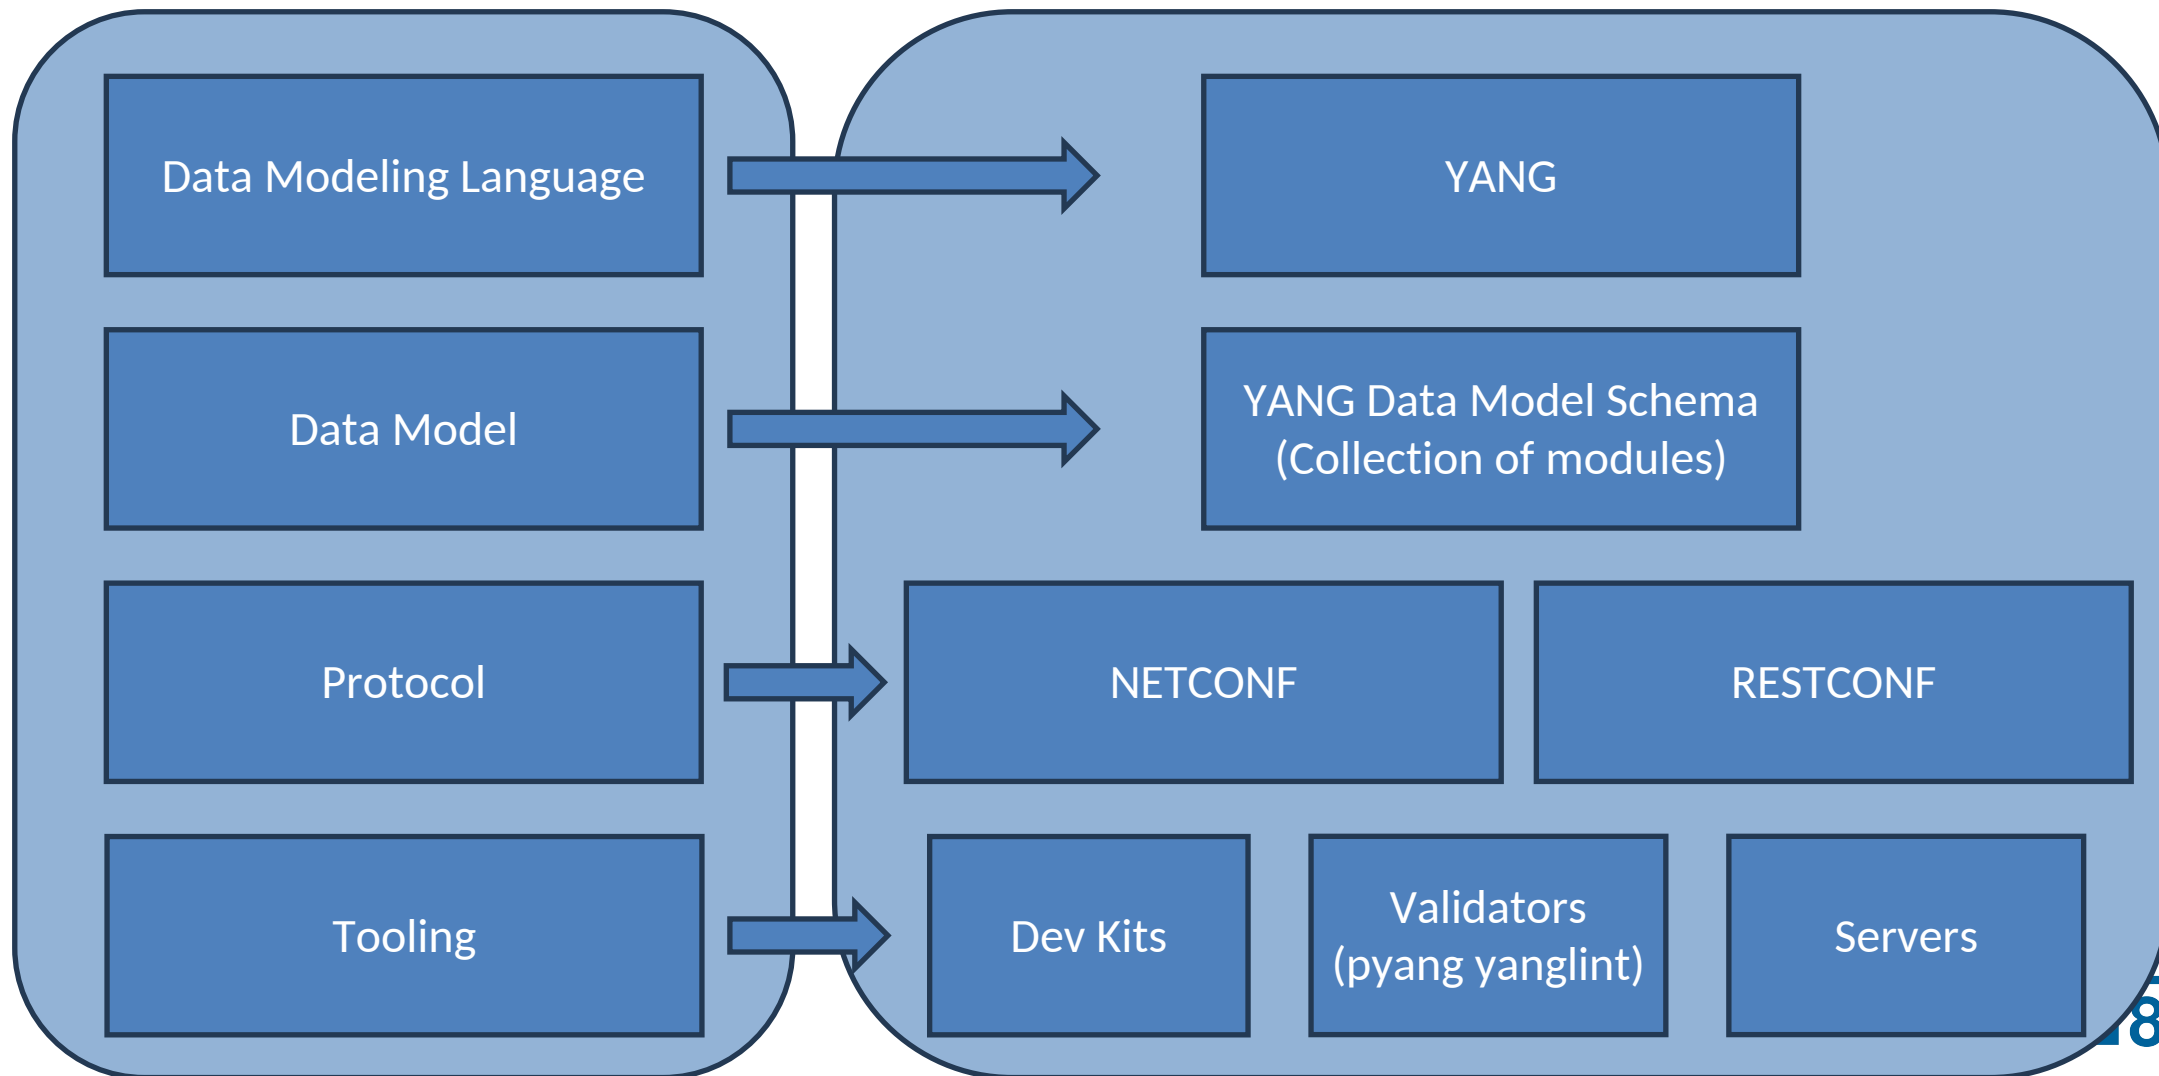 Data Modeling Language
YANG
Data Model
YANG Data Model Schema
(Collection of modules)
Protocol
NETCONF
RESTCONF
Tooling
Dev Kits
Validators
(pyang yanglint)
Servers
8